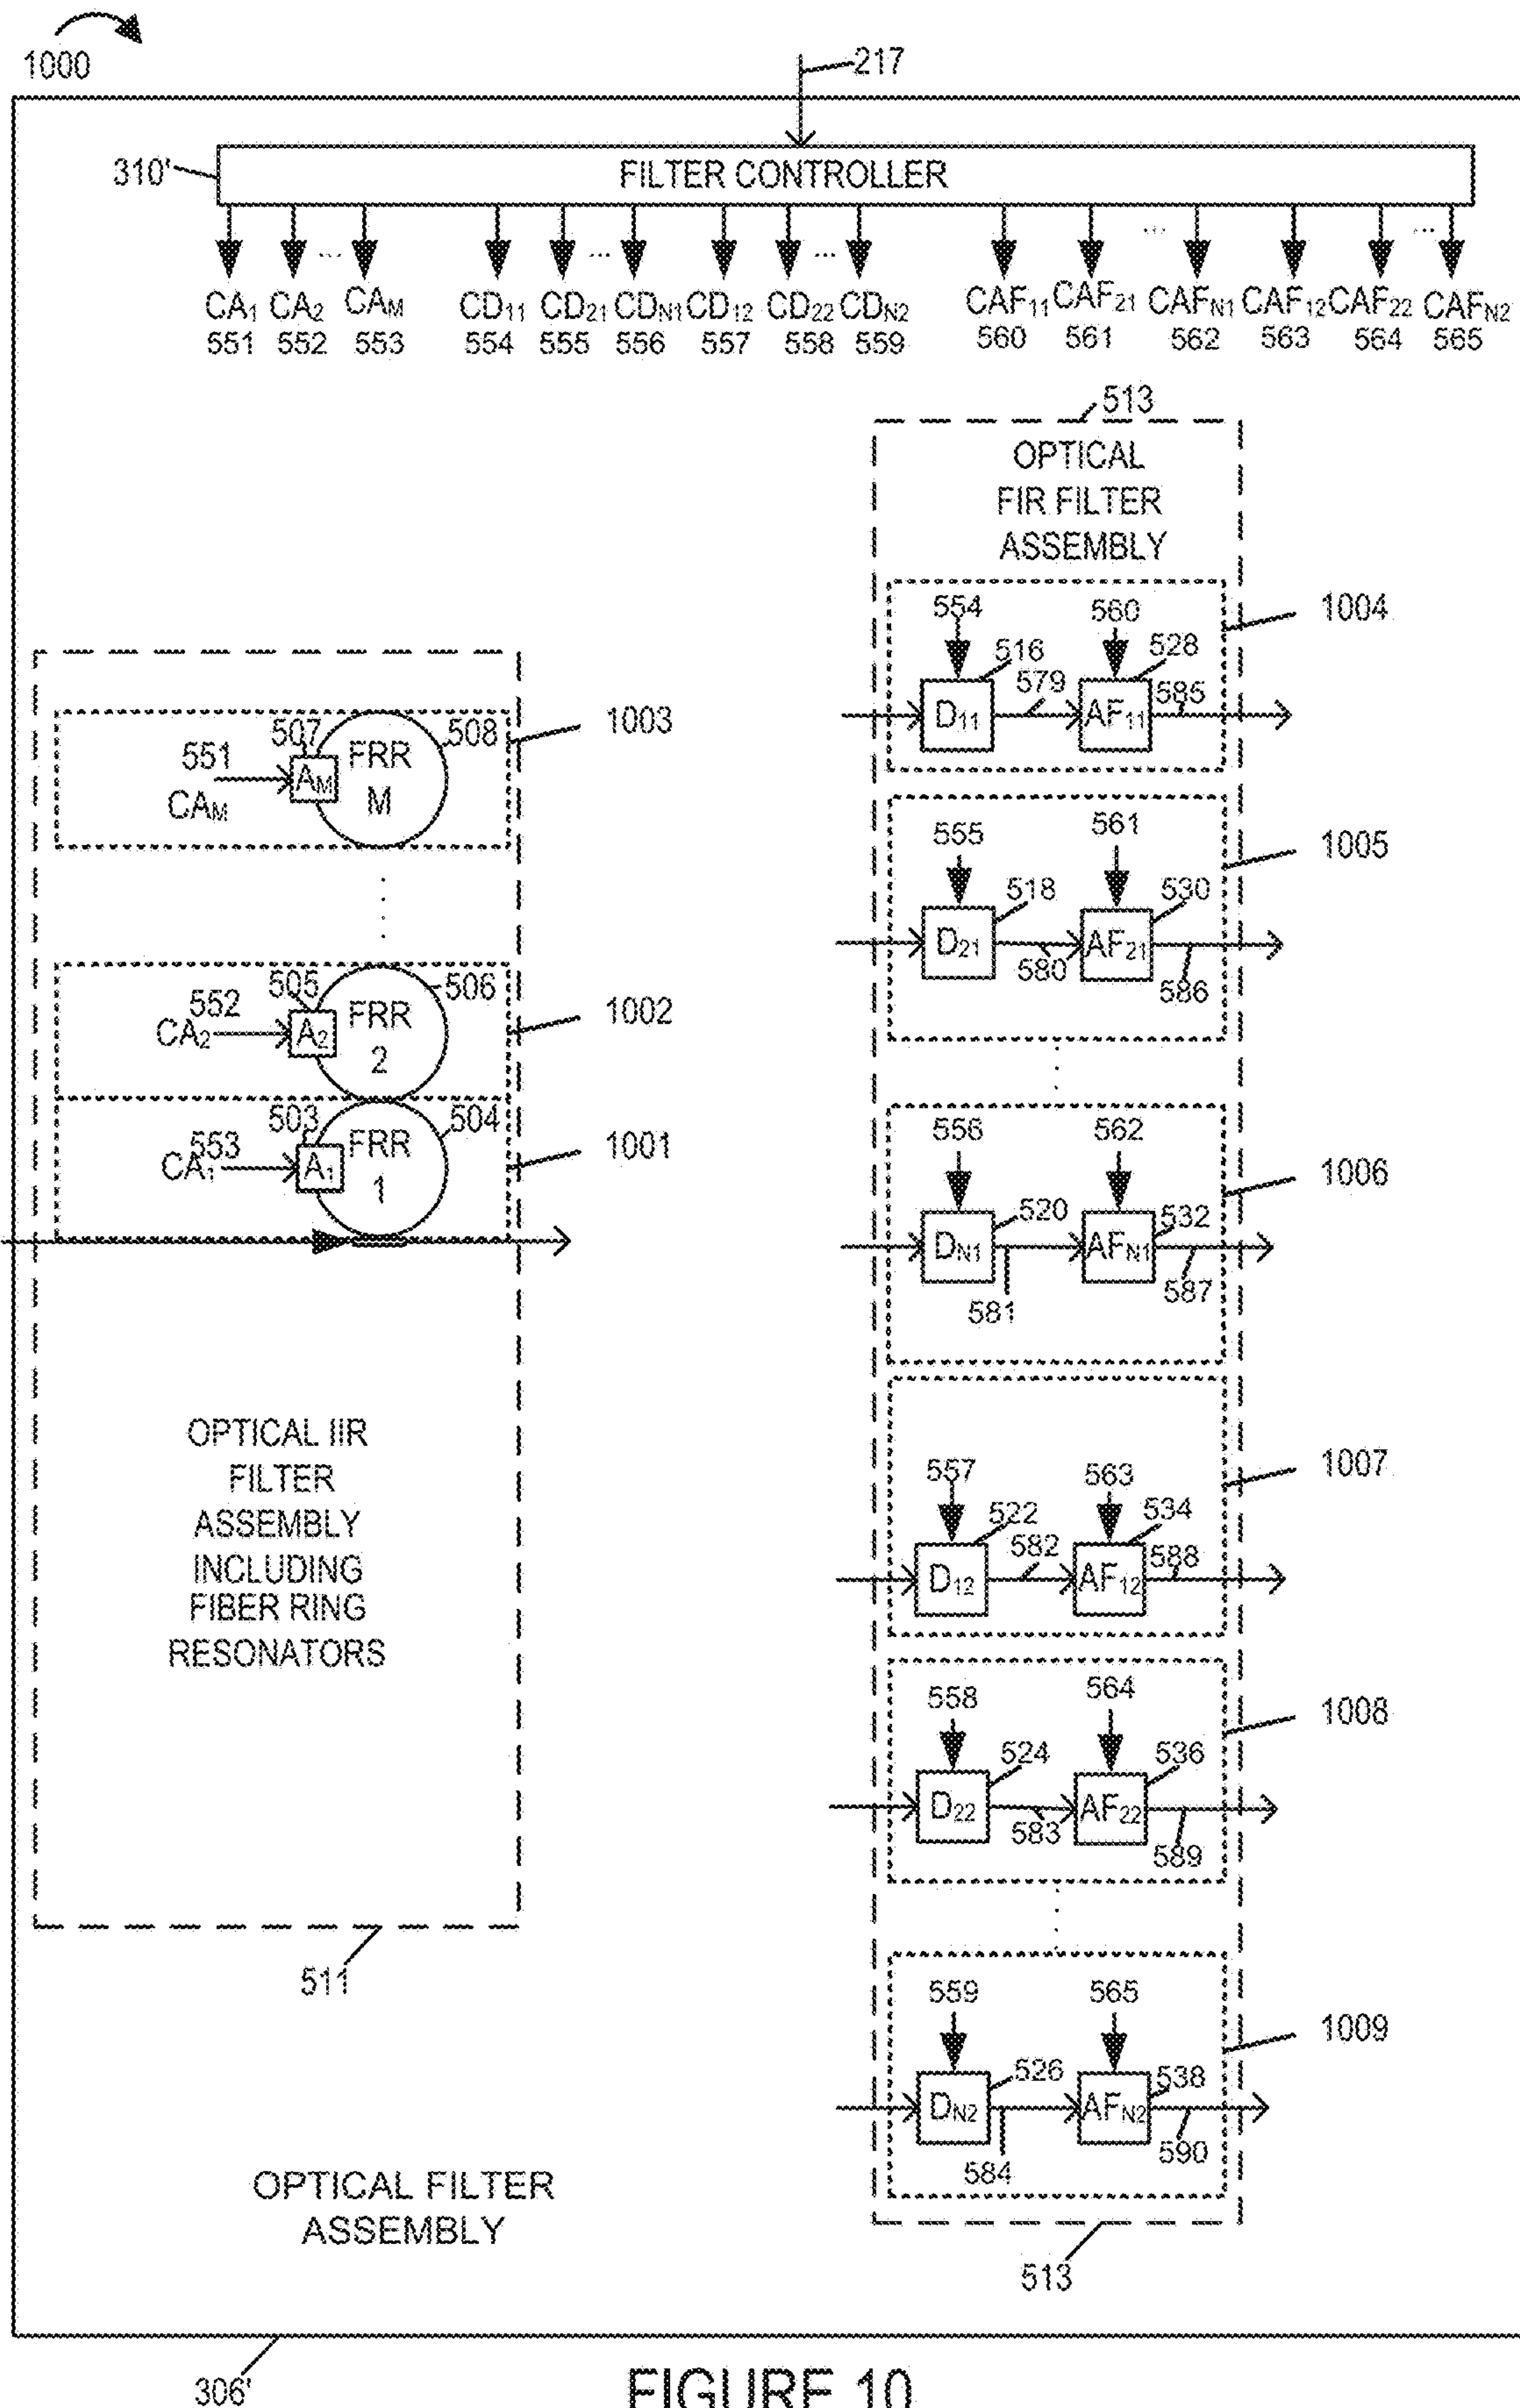 1000
217
310'
FILTER CONTROLLER
... ... ... ... ...
CA1 CA2 CAM CD11 CD21 CDN1 CD12 CD22 CDN2 CAF11 CAF21 CAFN1 CAF12 CAF22 CAFN2
551 552 553 554 555 556 557 558 559 560 561 562 563 564 565
513
OPTICAL
FIR FILTER
ASSEMBLY
554 560 1004
516 528
579 585
D11 AF11
507 508 1003
551 FRR
AM M
CAM
555 561 1005
518 530
D21 AF21
580 586
505 506 1002
552 FRR
CA2 A2 2
503 504 1001
553 FRR
CA1 A1 1
556 562 1006
520 532
DN1 AFN1
581 587
OPTICAL IIR
FILTER
ASSEMBLY
INCLUDING
FIBER RING
RESONATORS
557 563 1007
522 534
582 588
D12 AF12
558 564 1008
524 536
D22 AF22
583 589
511
559 565 1009
526 538
DN2 AFN2
584 590
OPTICAL FILTER
ASSEMBLY
513
306'
FIGURE 10